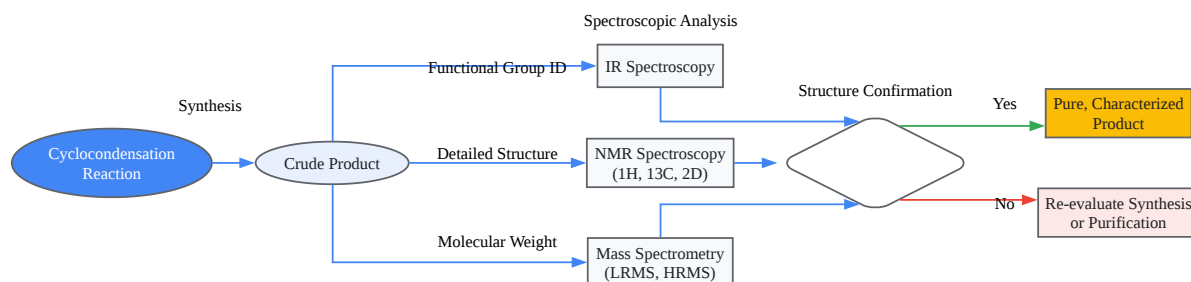 Spectroscopic Analysis
Functional Group ID
IR Spectroscopy
Synthesis
Structure Confirmation
Yes
Pure, Characterized
Product
Cyclocondensation
Reaction
Crude Product
Detailed Structure
NMR Spectroscopy
(1H, 13C, 2D)
No
Re-evaluate Synthesis
or Purification
Molecular Weight
Mass Spectrometry
(LRMS, HRMS)